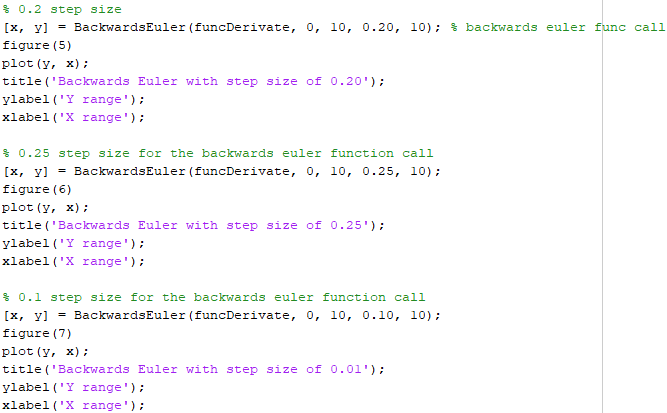 % 0.2 step size
[x, y] = BackwardsEuler(funcDerivate, 0, 10, 0.20, 10); % backwards euler func call
figure(5)
plot(y, x);
title('Backwards Euler with step size of 0.20');
ylabel('Y range');
xlabel('X range');
% 0.25 step size for the backwards euler function call
[x, y] = BackwardsEuler(funcDerivate, 0, 10, 0.25, 10);
figure(6)
plot(y, x);
title('Backwards Euler with step size of 0.25');
ylabel('Y range');
xlabel('X range');
% 0.1 step size for the backwards euler function call
[x, y] = BackwardsEuler(funcDerivate, 0, 10, 0.10, 10);
figure(7)
plot(y, x);
title('Backwards Euler with step size of 0.01');
ylabel('Y range');
xlabel('X range');